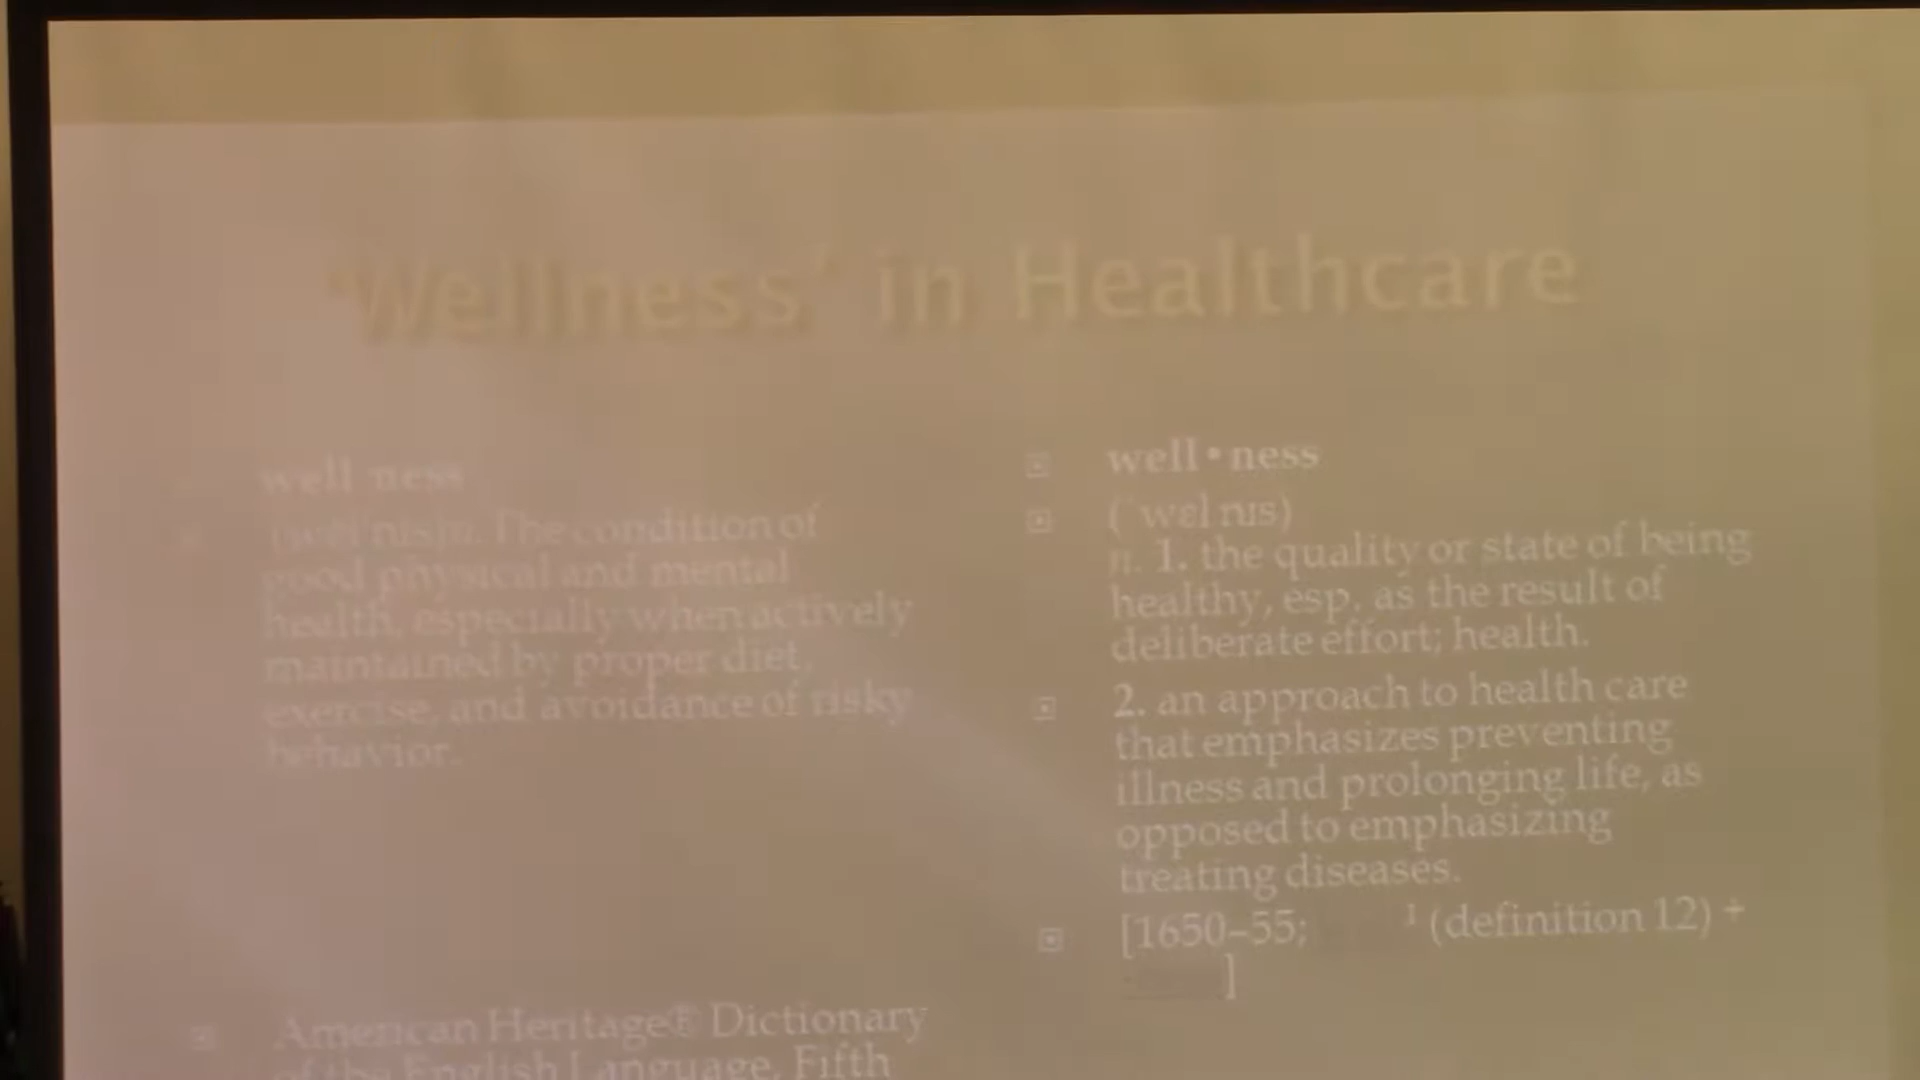 'Wellness' in Healthcare
well ness
(wĕl′nĭs) n. The condition of
good physical and mental
health, especially when actively
maintained by proper diet,
exercise, and avoidance of risky
behavior.
American Heritage® Dictionary
of the English Language, Fifth
well•ness
(ˈwɛl nɪs)
n. 1. the quality or state of being
healthy, esp. as the result of
deliberate effort; health.
2. an approach to health care
that emphasizes preventing
illness and prolonging life, as
opposed to emphasizing
treating diseases.
[1650–55; ¹ (definition 12) +
]